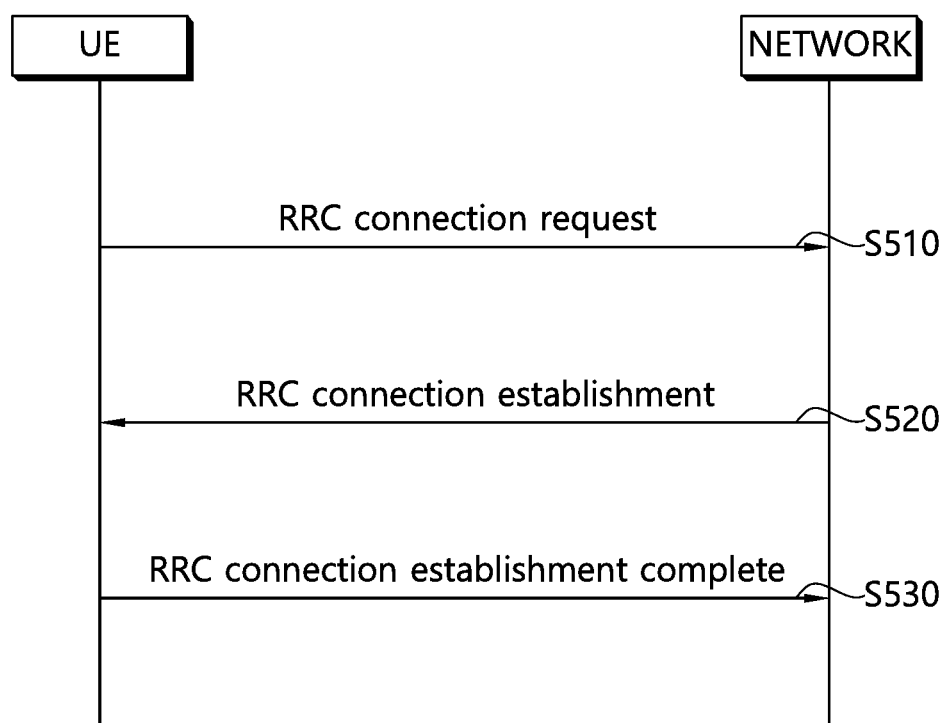 UE
NETWORK
RRC connection request
S510
RRC connection establishment
S520
RRC connection establishment complete
S530